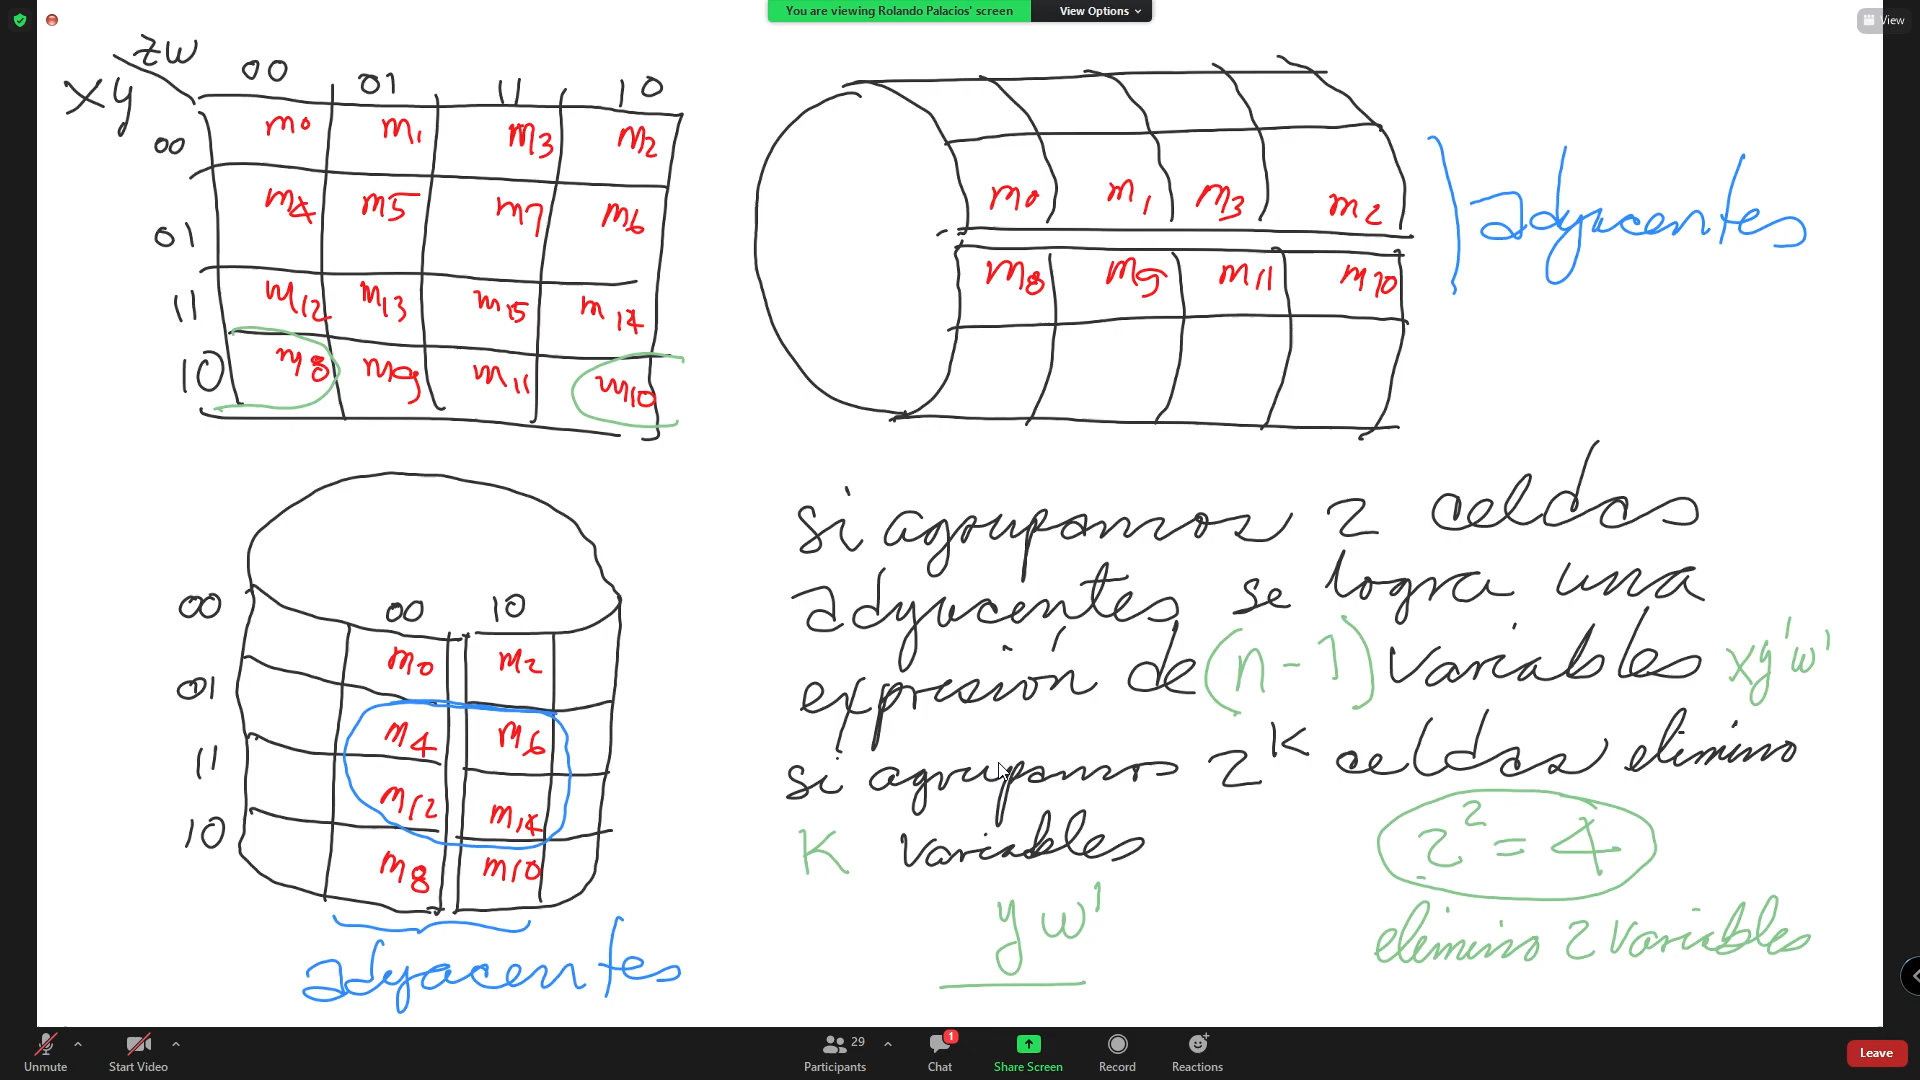 You are viewing Rolando Palacios' screen
View Options
View
zw
xy
00 01 11 10
00 m0 m1 m3 m2
01 m4 m5 m7 m6
11 m12 m13 m15 m14
10 m8 m9 m11 m10
m0 m1 m3 m2
m8 m9 m11 m10
adyacentes
00 10
00 m0 m2
01 m4 m6
11 m12 m14
10 m8 m10
adyacentes
si agrupamos 2 celdas
adyacentes se logra una
expresión de (n-1) variables xy'w'
si agrupamos 2^k celdas elimino
K variables
2^2 = 4
yw'
elimino 2 variables
Unmute
Start Video
29
Participants
1
Chat
Share Screen
Record
Reactions
Leave